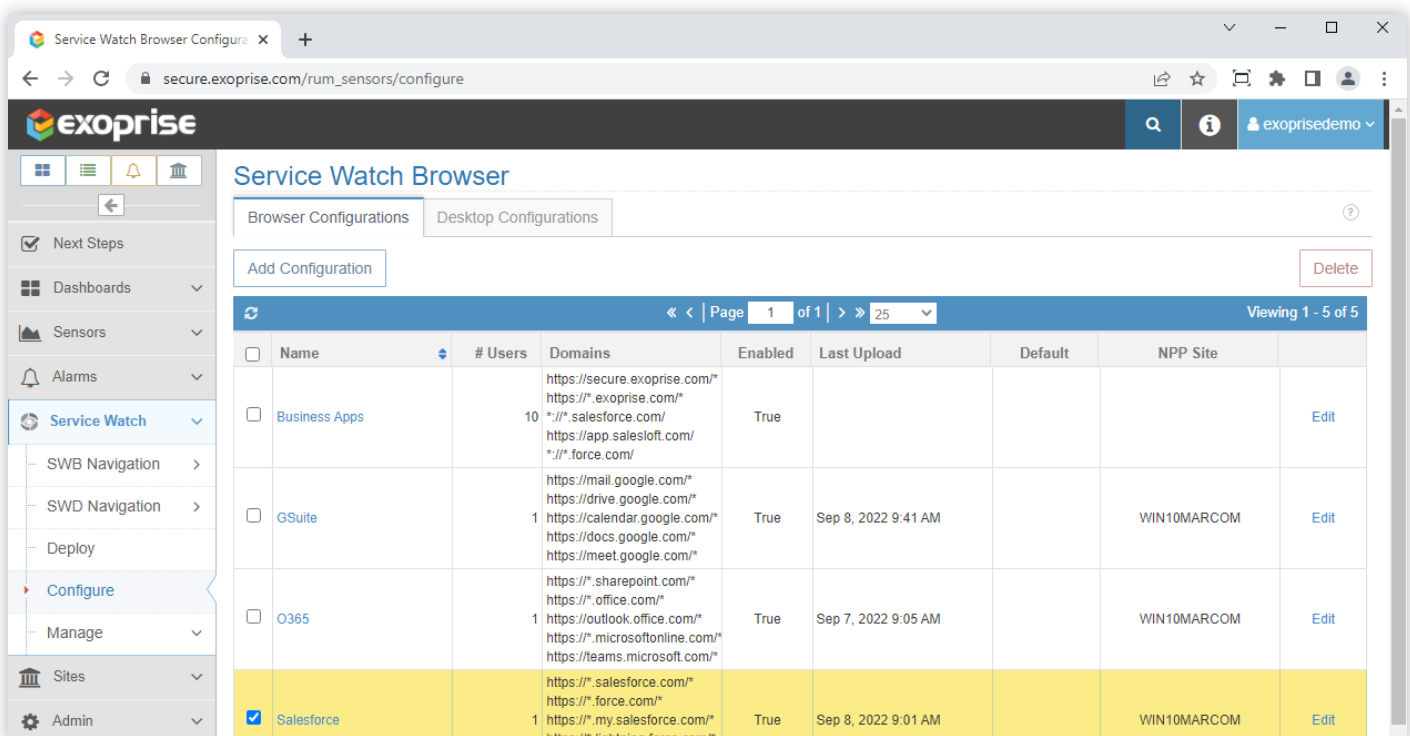 Service Watch Browser Configura
secure.exoprise.com/rum_sensors/configure
exoprise
exoprisedemo
Service Watch Browser
Browser Configurations Desktop Configurations ?
Next Steps
Add Configuration Delete
Dashboards
Page 1 of 1 25 Viewing 1 - 5 of 5
Sensors
Name # Users Domains Enabled Last Upload Default NPP Site
Alarms
https://secure.exoprise.com/*
https://*.exoprise.com/*
Service Watch
Business Apps 10 *://*.salesforce.com/ True Edit
https://app.salesloft.com/
*://*.force.com/
SWB Navigation
https://mail.google.com/*
https://drive.google.com/*
SWD Navigation
GSuite 1 https://calendar.google.com/* True Sep 8, 2022 9:41 AM WIN10MARCOM Edit
https://docs.google.com/*
Deploy
https://meet.google.com/*
https://*.sharepoint.com/*
Configure
https://*.office.com/*
O365 1 https://outlook.office.com/* True Sep 7, 2022 9:05 AM WIN10MARCOM Edit
Manage
https://*.microsoftonline.com/*
https://teams.microsoft.com/*
Sites
https://*.salesforce.com/*
https://*.force.com/*
Admin
Salesforce 1 https://*.my.salesforce.com/* True Sep 8, 2022 9:01 AM WIN10MARCOM Edit